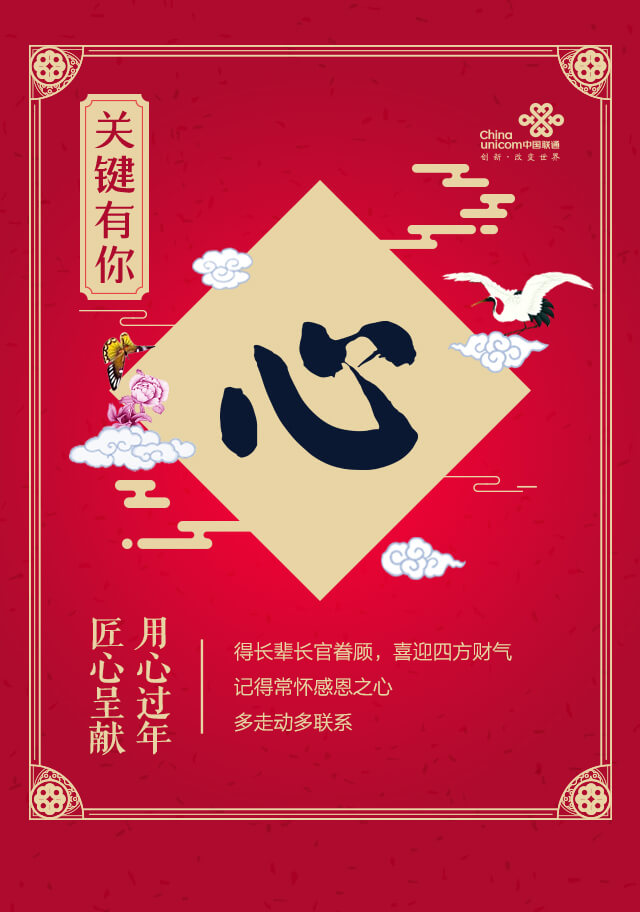 关键有你
China
unicom中国联通
创新·改变世界
心
用心过年
匠心呈献
得长辈长官眷顾，喜迎四方财气
记得常怀感恩之心
多走动多联系